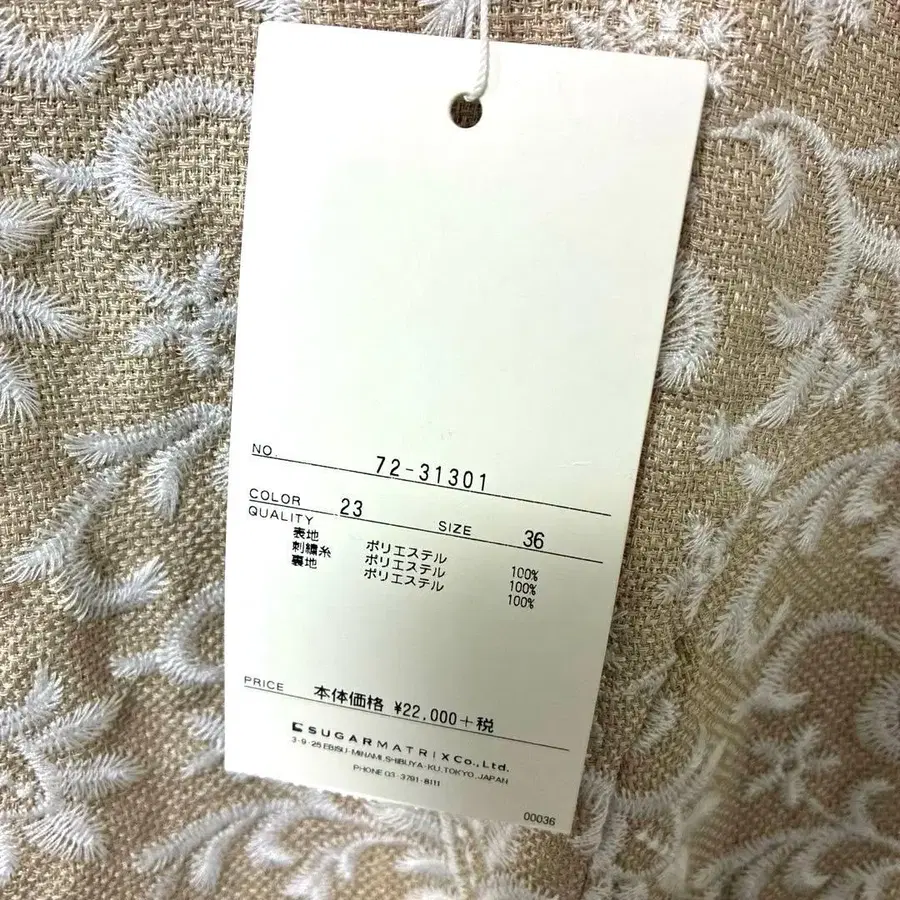 NO. 72-31301
COLOR 23 SIZE 36
QUALITY
表地 ポリエステル 100%
刺繍糸 ポリエステル 100%
裏地 ポリエステル 100%
PRICE 本体価格 ¥22,000+税
SUGARMATRIX Co., Ltd.
3-9-25 EBISU-MINAMI, SHIBUYA-KU, TOKYO, JAPAN
PHONE 03-3791-8111
00036